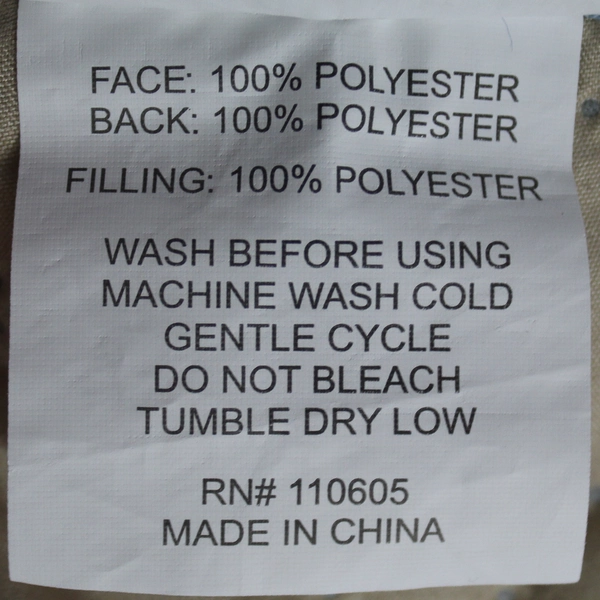 FACE: 100% POLYESTER
BACK: 100% POLYESTER
FILLING: 100% POLYESTER
WASH BEFORE USING
MACHINE WASH COLD
GENTLE CYCLE
DO NOT BLEACH
TUMBLE DRY LOW
RN# 110605
MADE IN CHINA